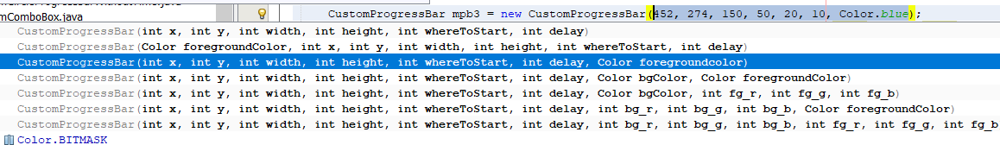 mComboBox.java
CustomProgressBar mpb3 = new CustomProgressBar(452, 274, 150, 50, 20, 10, Color.blue);
CustomProgressBar(int x, int y, int width, int height, int whereToStart, int delay)
CustomProgressBar(Color foregroundColor, int x, int y, int width, int height, int whereToStart, int delay)
CustomProgressBar(int x, int y, int width, int height, int whereToStart, int delay, Color foregroundcolor)
CustomProgressBar(int x, int y, int width, int height, int whereToStart, int delay, Color bgColor, Color foregroundColor)
CustomProgressBar(int x, int y, int width, int height, int whereToStart, int delay, Color bgColor, int fg_r, int fg_g, int fg_b)
CustomProgressBar(int x, int y, int width, int height, int whereToStart, int delay, int bg_r, int bg_g, int bg_b, Color foregroundColor)
CustomProgressBar(int x, int y, int width, int height, int whereToStart, int delay, int bg_r, int bg_g, int bg_b, int fg_r, int fg_g, int fg_b
Color.BITMASK